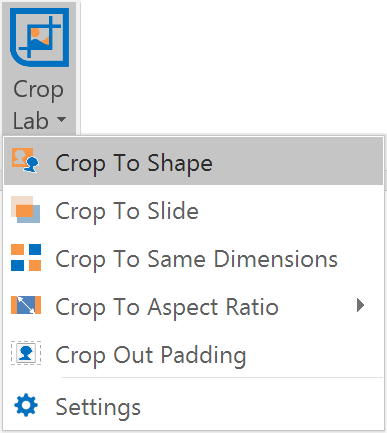 Crop
Lab
Crop To Shape
Crop To Slide
Crop To Same Dimensions
Crop To Aspect Ratio
Crop Out Padding
Settings